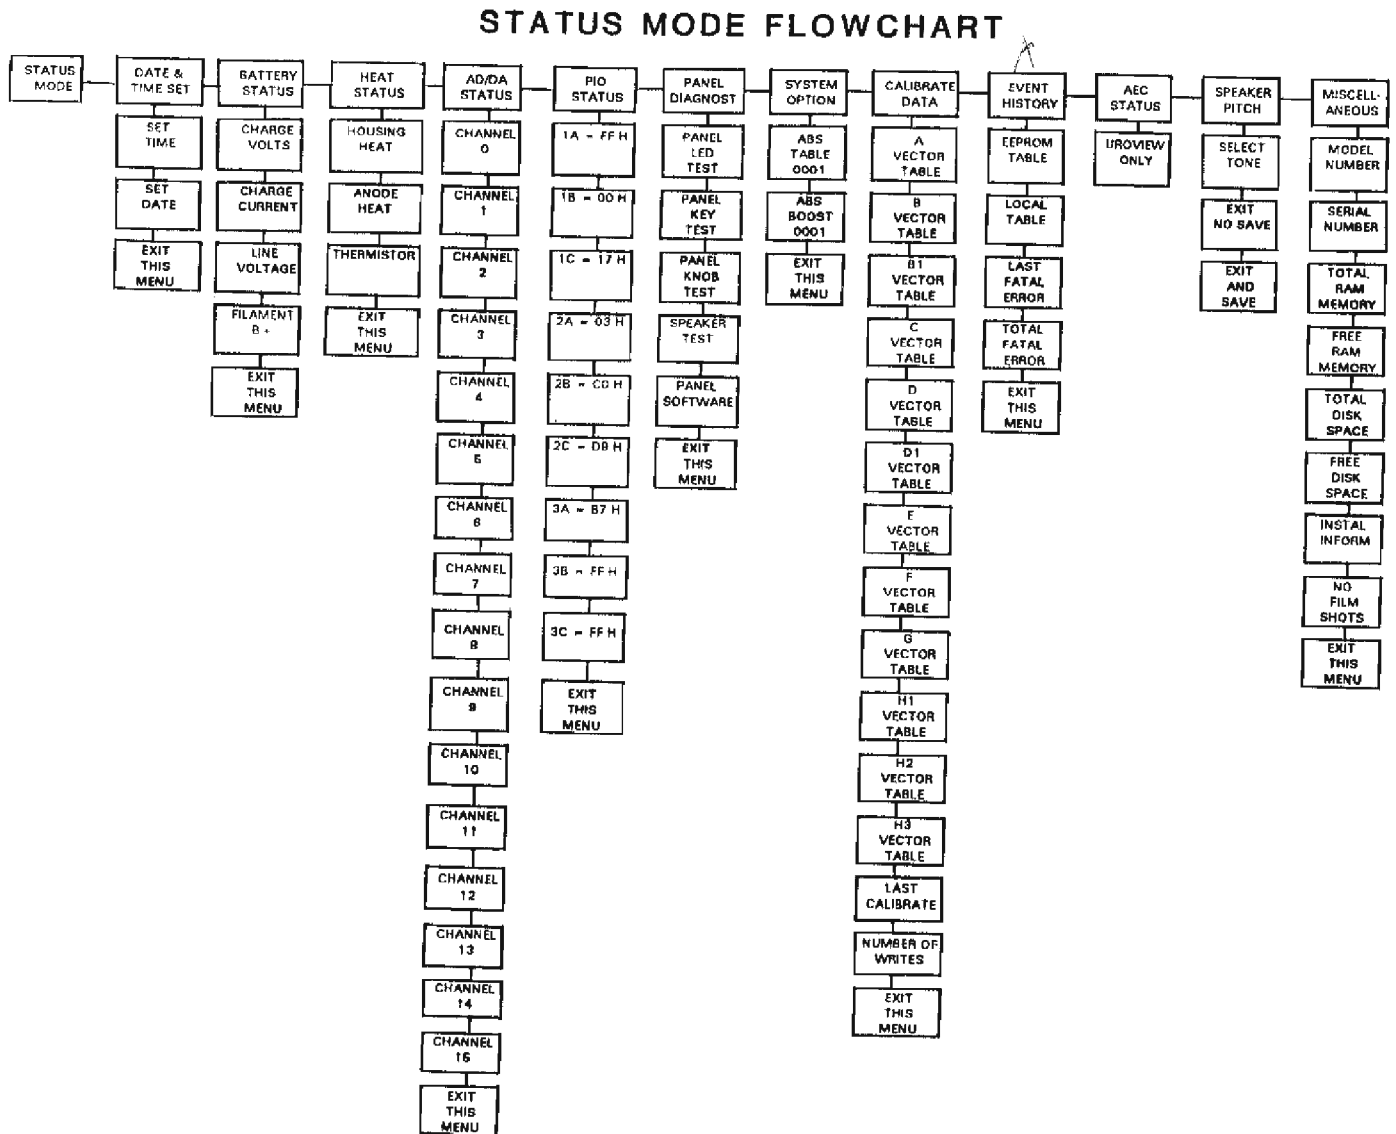 STATUS MODE FLOWCHART
STATUS
MODE
DATE &
TIME SET
SET
TIME
SET
DATE
EXIT
THIS
MENU
BATTERY
STATUS
CHARGE
VOLTS
CHARGE
CURRENT
LINE
VOLTAGE
FILAMENT
B +
EXIT
THIS
MENU
HEAT
STATUS
HOUSING
HEAT
ANODE
HEAT
THERMISTOR
EXIT
THIS
MENU
AD/DA
STATUS
CHANNEL
0
CHANNEL
1
CHANNEL
2
CHANNEL
3
CHANNEL
4
CHANNEL
5
CHANNEL
6
CHANNEL
7
CHANNEL
8
CHANNEL
9
CHANNEL
10
CHANNEL
11
CHANNEL
12
CHANNEL
13
CHANNEL
14
CHANNEL
15
EXIT
THIS
MENU
PIO
STATUS
1A = FF H
1B = 00 H
1C = 17 H
2A = 03 H
2B = C0 H
2C = D8 H
3A = B7 H
3B = FF H
3C = FF H
EXIT
THIS
MENU
PANEL
DIAGNOST
PANEL
LED
TEST
PANEL
KEY
TEST
PANEL
KNOB
TEST
SPEAKER
TEST
PANEL
SOFTWARE
EXIT
THIS
MENU
SYSTEM
OPTION
ABS
TABLE
0001
ABS
BOOST
0001
EXIT
THIS
MENU
CALIBRATE
DATA
A
VECTOR
TABLE
B
VECTOR
TABLE
B1
VECTOR
TABLE
C
VECTOR
TABLE
D
VECTOR
TABLE
D1
VECTOR
TABLE
E
VECTOR
TABLE
F
VECTOR
TABLE
G
VECTOR
TABLE
H1
VECTOR
TABLE
H2
VECTOR
TABLE
H3
VECTOR
TABLE
LAST
CALIBRATE
NUMBER OF
WRITES
EXIT
THIS
MENU
EVENT
HISTORY
EEPROM
TABLE
LOCAL
TABLE
LAST
FATAL
ERROR
TOTAL
FATAL
ERROR
EXIT
THIS
MENU
AEC
STATUS
UROVIEW
ONLY
SPEAKER
PITCH
SELECT
TONE
EXIT
NO SAVE
EXIT
AND
SAVE
MISCELL-
ANEOUS
MODEL
NUMBER
SERIAL
NUMBER
TOTAL
RAM
MEMORY
FREE
RAM
MEMORY
TOTAL
DISK
SPACE
FREE
DISK
SPACE
INSTAL
INFORM
NO
FILM
SHOTS
EXIT
THIS
MENU